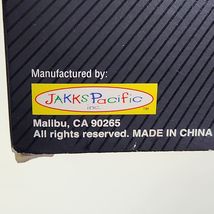 Manufactured by:
JAKKS Pacific
inc.
Malibu, CA 90265
All rights reserved. MADE IN CHINA